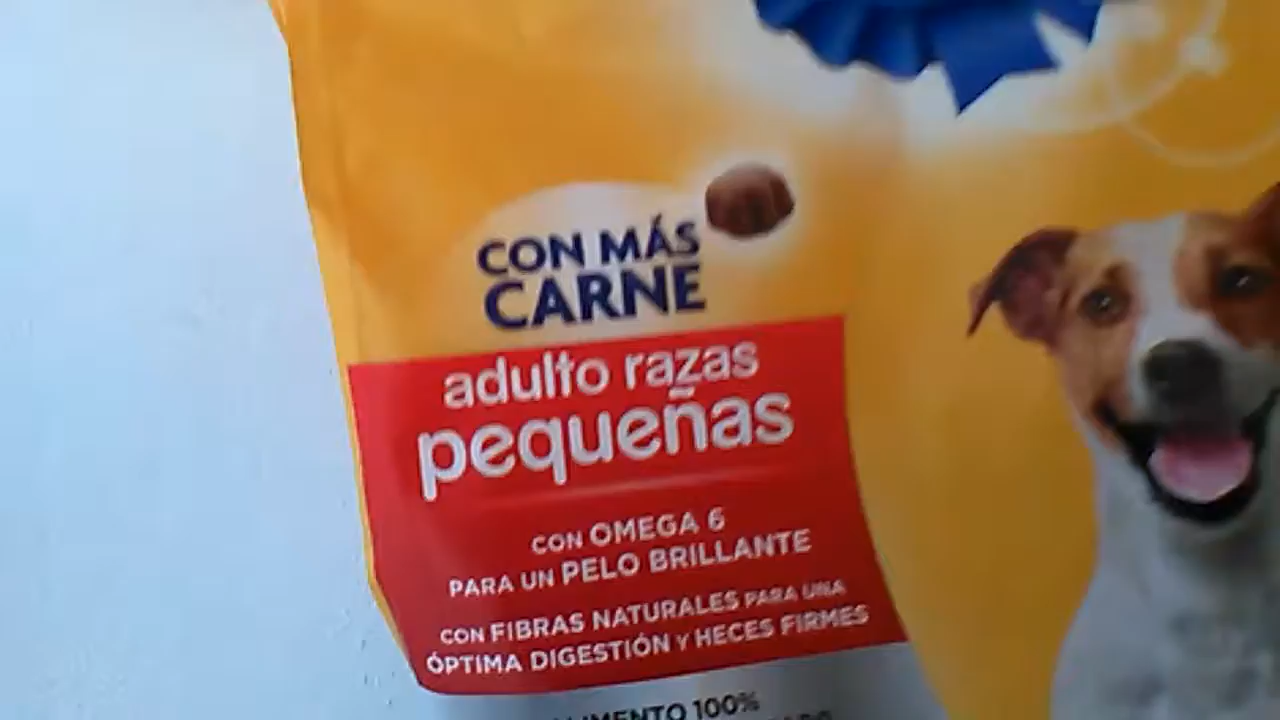 CON MÁS
CARNE
adulto razas
pequeñas
CON OMEGA 6
PARA UN PELO BRILLANTE
CON FIBRAS NATURALES PARA UNA
ÓPTIMA DIGESTIÓN Y HECES FIRMES
100%